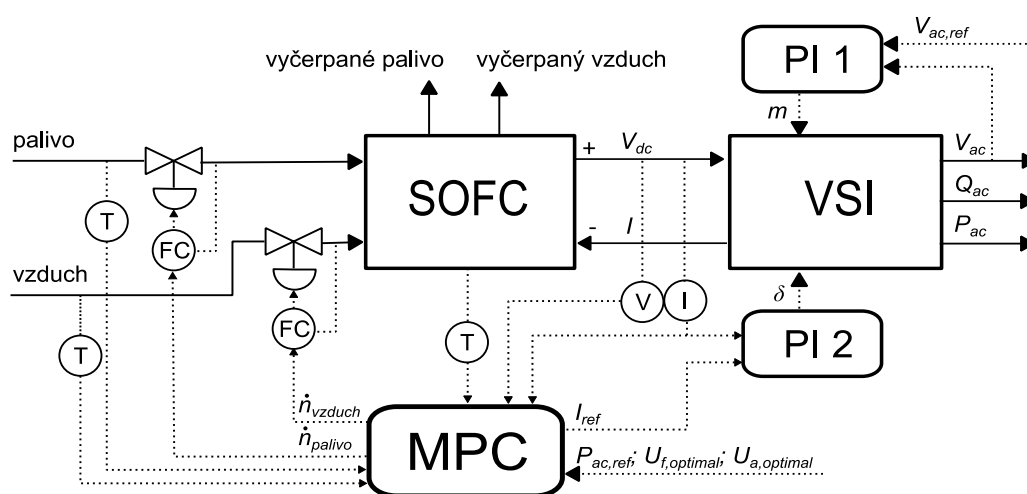 V_ac,ref
PI 1
vyčerpané palivo
vyčerpaný vzduch
m
palivo
+
V_dc
V_ac
SOFC
VSI
Q_ac
T
FC
-
I
P_ac
vzduch
V
I
δ
T
FC
T
PI 2
ṅ_vzduch
I_ref
ṅ_palivo
MPC
P_ac,ref; U_f,optimal; U_a,optimal